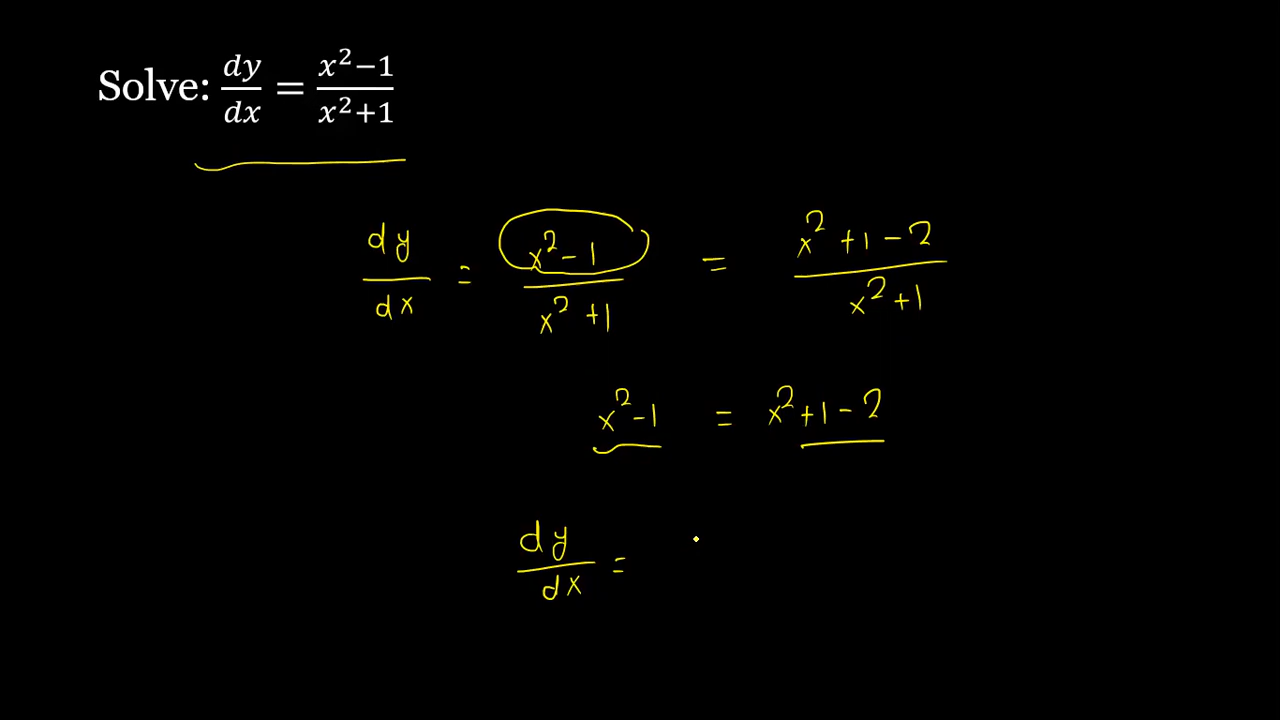 Solve: dy/dx = x²−1/x²+1
dy/dx = x²-1/x²+1 = x²+1-2/x²+1
x²-1 = x²+1-2
dy/dx =